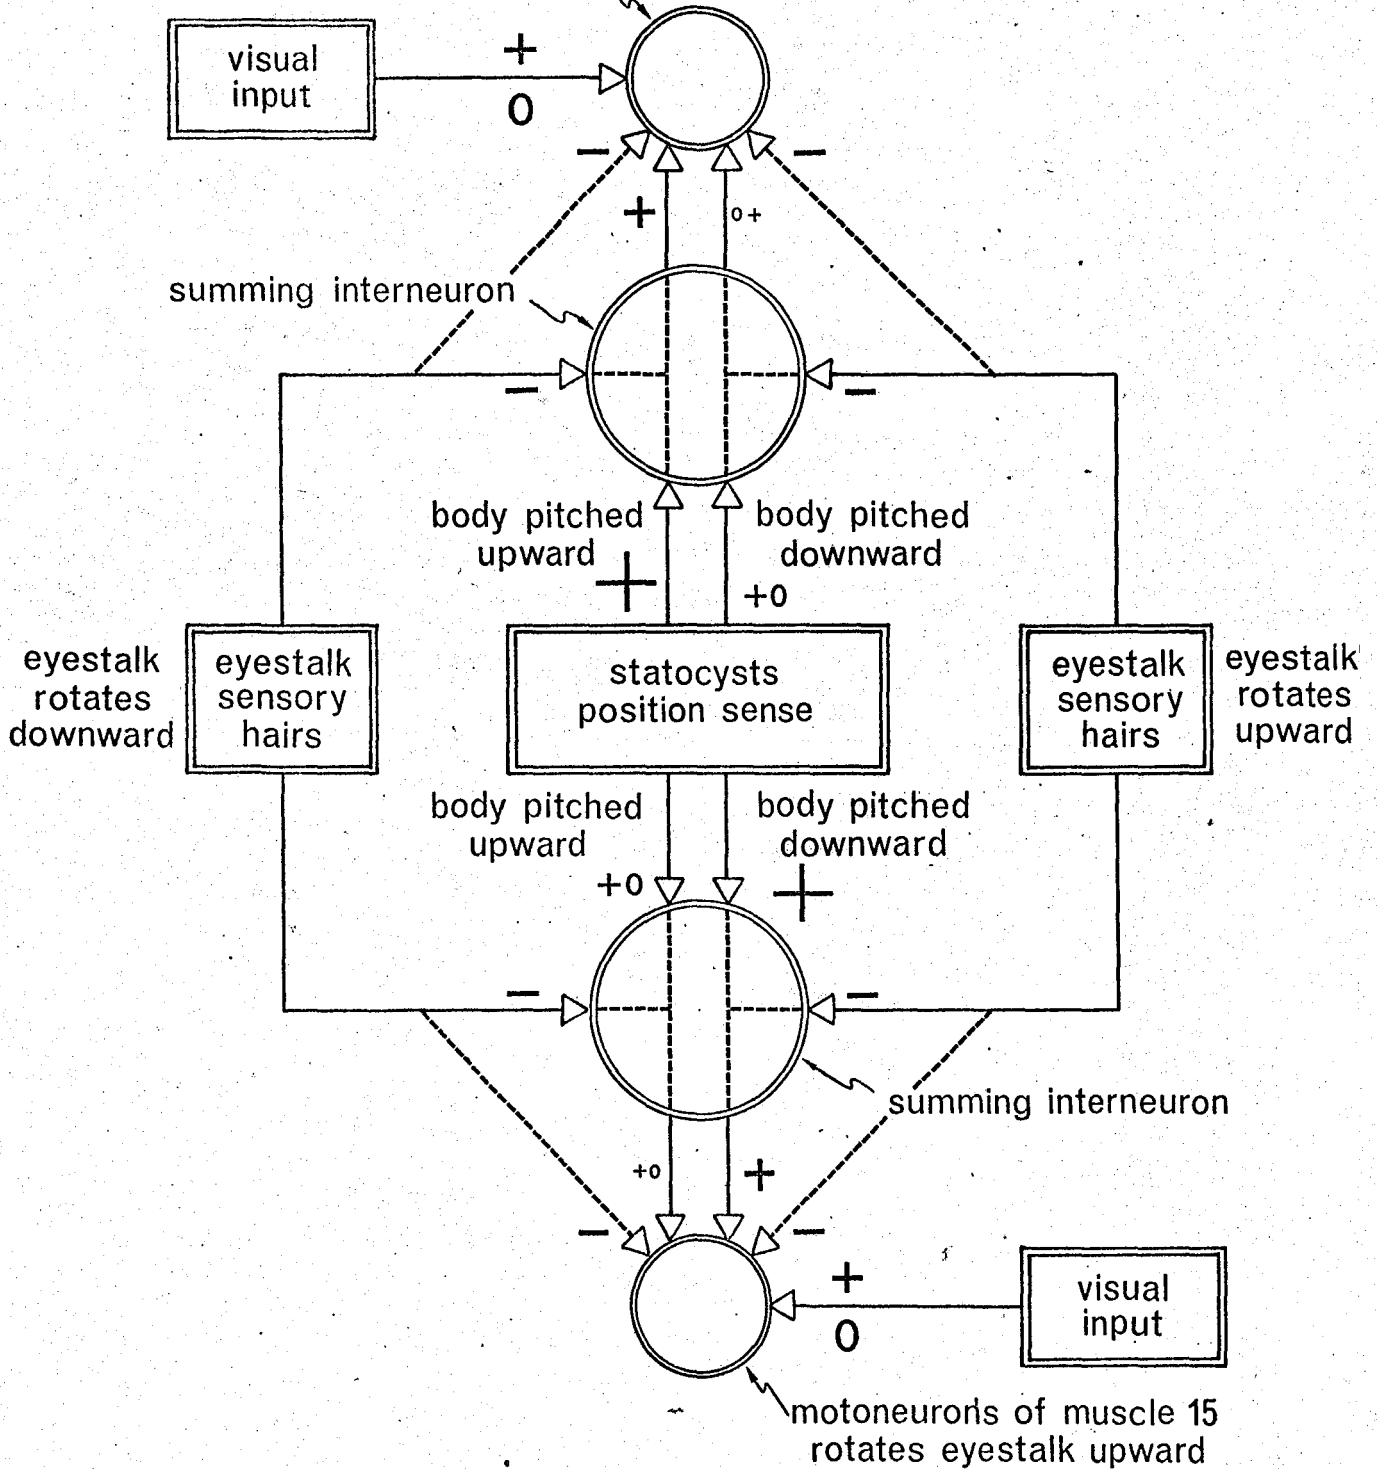 visual
input
+
0
−
−
+
0+
summing interneuron
−
−
body pitched
upward
+
body pitched
downward
+0
eyestalk
rotates
downward
eyestalk
sensory
hairs
statocysts
position sense
eyestalk
sensory
hairs
eyestalk
rotates
upward
body pitched
upward
+0
body pitched
downward
+
−
−
summing interneuron
+0
+
−
−
+
0
visual
input
motoneurons of muscle 15
rotates eyestalk upward